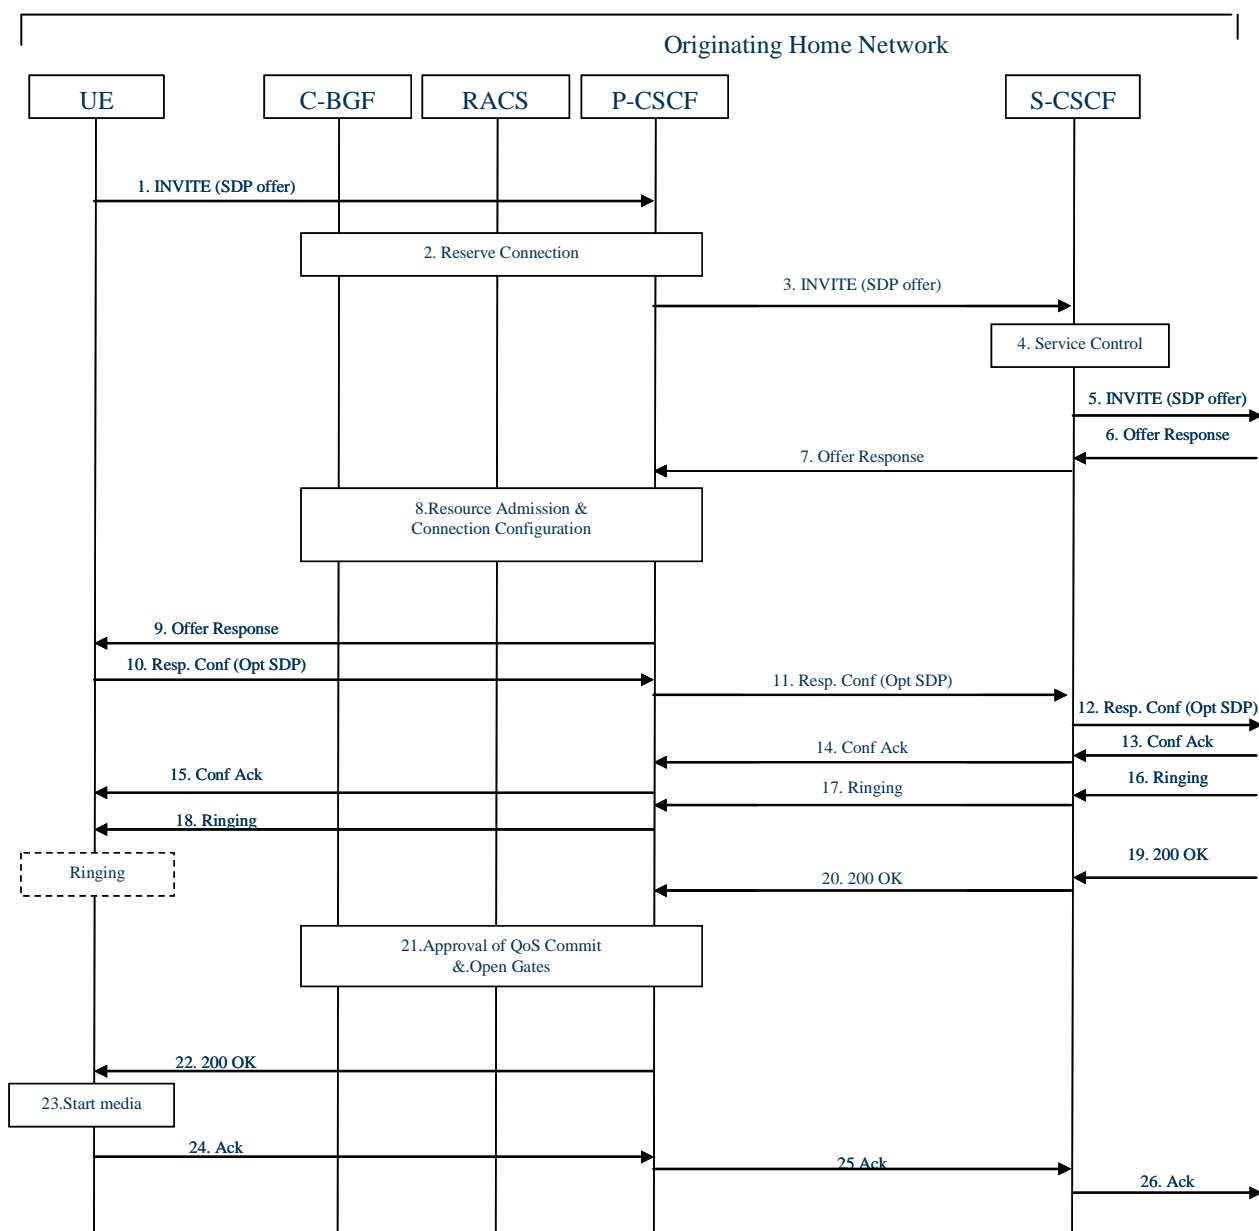 Originating Home Network
UE
C-BGF
RACS
P-CSCF
S-CSCF
1. INVITE (SDP offer)
2. Reserve Connection
3. INVITE (SDP offer)
4. Service Control
5. INVITE (SDP offer)
6. Offer Response
7. Offer Response
8.Resource Admission &
Connection Configuration
9. Offer Response
10. Resp. Conf (Opt SDP)
11. Resp. Conf (Opt SDP)
12. Resp. Conf (Opt SDP)
13. Conf Ack
14. Conf Ack
15. Conf Ack
16. Ringing
17. Ringing
18. Ringing
Ringing
19. 200 OK
20. 200 OK
21.Approval of QoS Commit
&.Open Gates
22. 200 OK
23.Start media
24. Ack
25 Ack
26. Ack